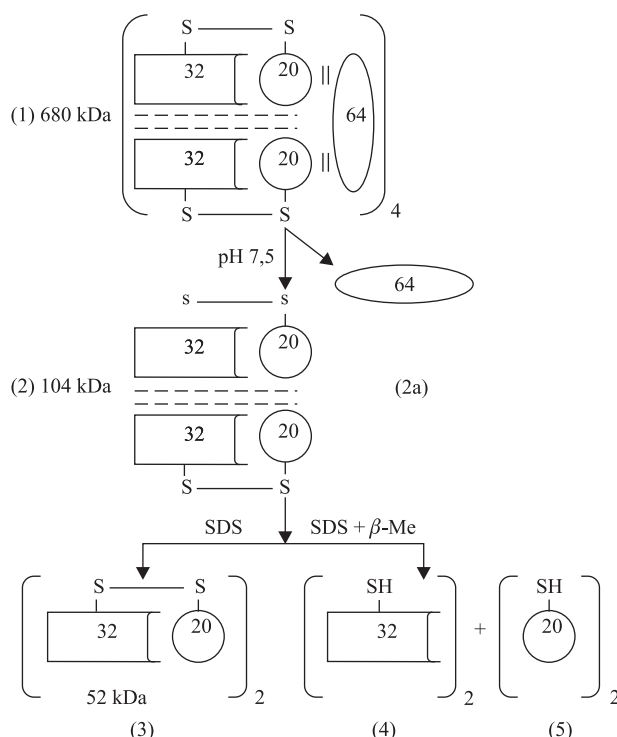 S S
32 20 ||
(1) 680 kDa 64
32 20 ||
S S 4
pH 7,5
64
s s
32 20
(2) 104 kDa (2a)
32 20
S S
SDS SDS + β-Me
S S SH SH
32 20 32 + 20
52 kDa 2 2 2
(3) (4) (5)